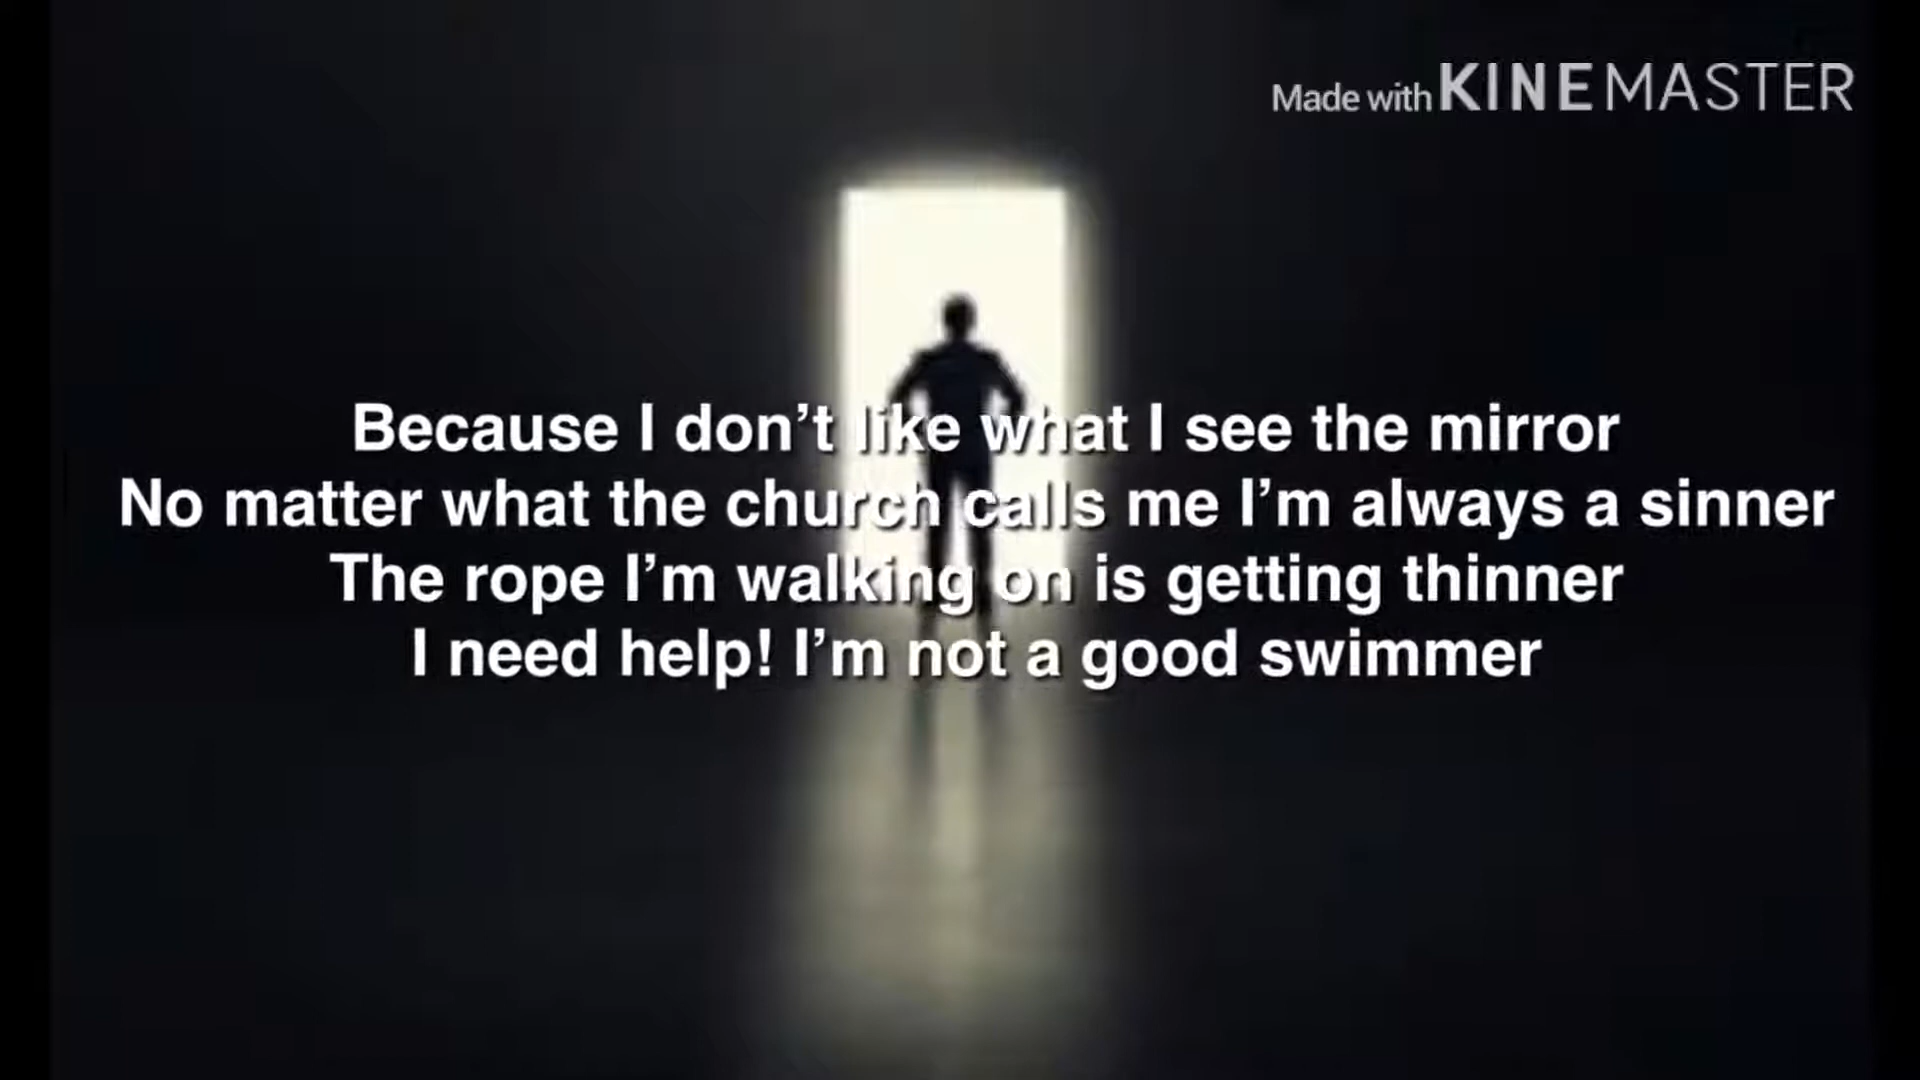 Made with KINEMASTER
Because I don’t like what I see the mirror
No matter what the church calls me I’m always a sinner
The rope I’m walking on is getting thinner
I need help! I’m not a good swimmer